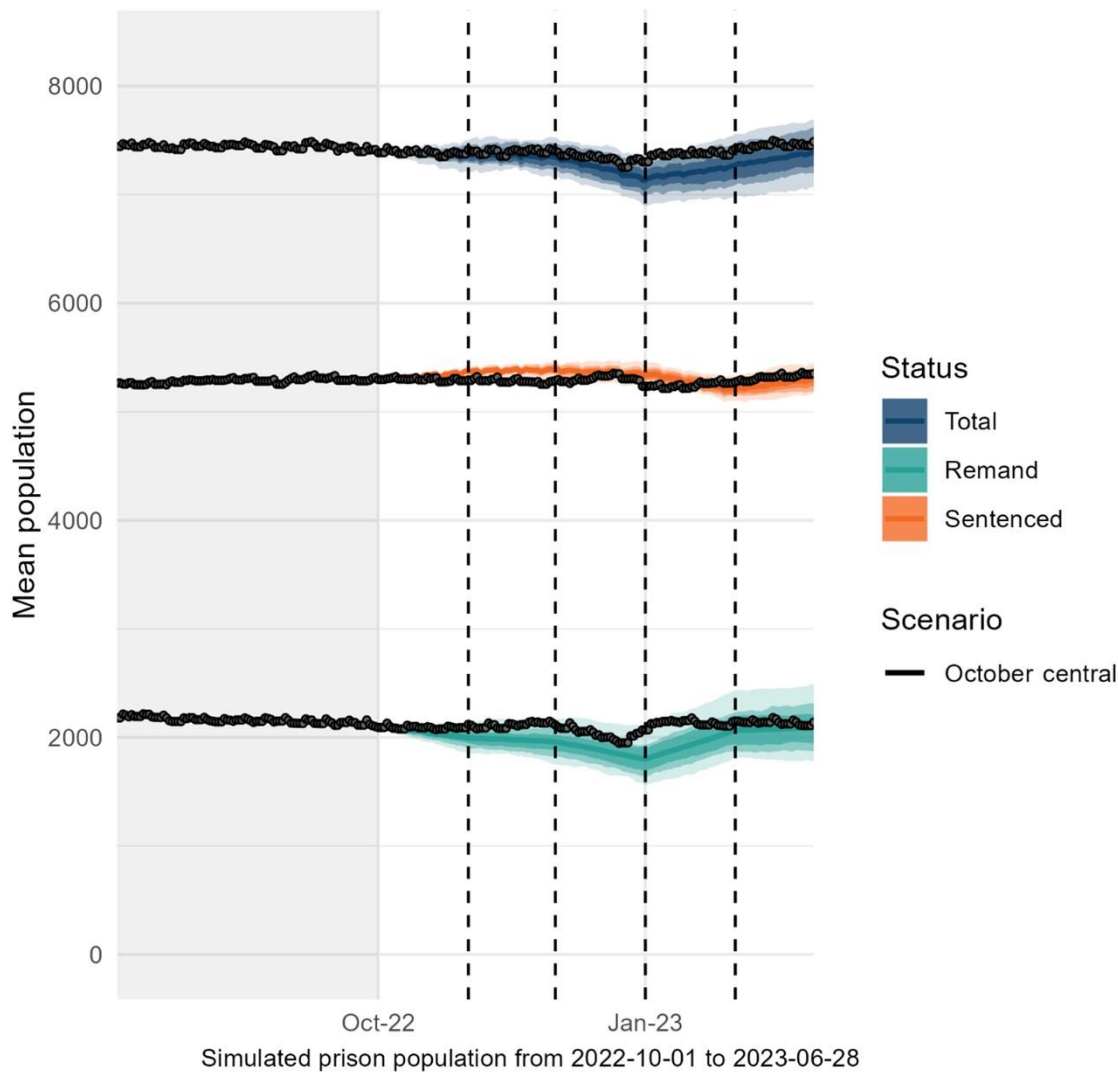 Mean population
8000
6000
4000
2000
0
Oct-22
Jan-23
Simulated prison population from 2022-10-01 to 2023-06-28
Status
Total
Remand
Sentenced
Scenario
October central